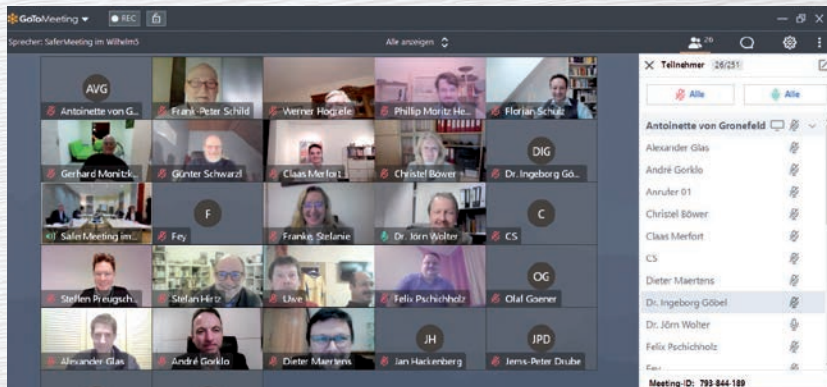 GoToMeeting
REC
Sprecher: SaferMeeting im Wilhelm5
Alle anzeigen
26
Teilnehmer 26/251
Alle Alle
AVG
Antoinette von G...
Frank-Peter Schild
Werner Hogrefe
Phillip Moritz He...
Florian Schulz
Gerhard Monitzk...
Günter Schwarzl
Claas Merfort
Christel Böwer
DIG
Dr. Ingeborg Gö...
Safer Meeting im...
F
Fey
Franke, Stefanie
Dr. Jörn Wolter
C
CS
Steffen Preugsch...
Stefan Hirtz
Uwe
Felix Pschichholz
OG
Olaf Goener
Alexander Glas
André Gorklo
Dieter Maertens
JH
Jan Hackenberg
JPD
Jens-Peter Drube
Antoinette von Gronefeld
Alexander Glas
André Gorklo
Anrufer 01
Christel Böwer
Claas Merfort
CS
Dieter Maertens
Dr. Ingeborg Göbel
Dr. Jörn Wolter
Felix Pschichholz
Fey
Meeting-ID: 793-844-189